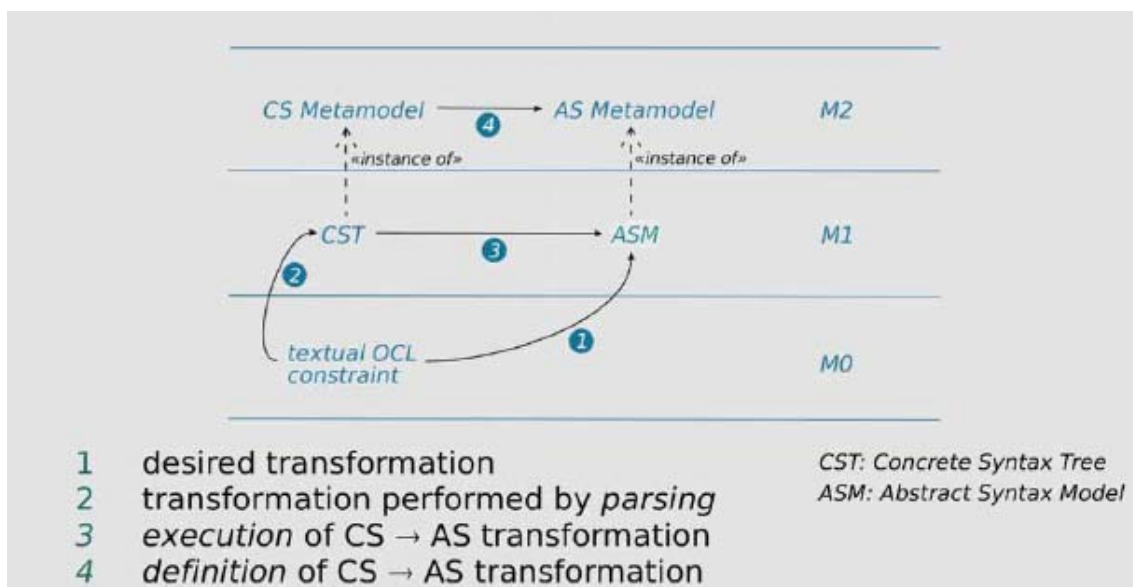 CS Metamodel 4 AS Metamodel M2
«instance of» «instance of»
CST 3 ASM M1
2
1
textual OCL
constraint M0
1 desired transformation
2 transformation performed by parsing
3 execution of CS → AS transformation
4 definition of CS → AS transformation
CST: Concrete Syntax Tree
ASM: Abstract Syntax Model